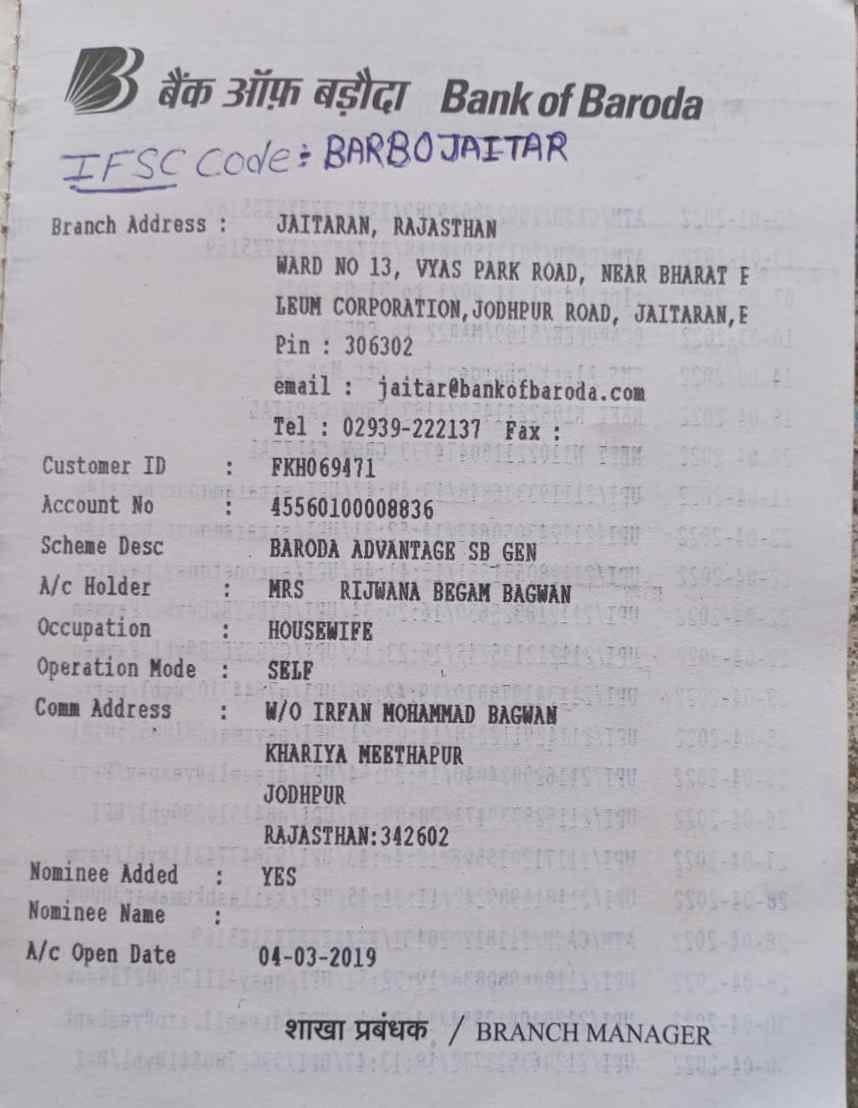 बैंक ऑफ़ बड़ौदा Bank of Baroda
IFSC Code: BARBOJAITAR
Branch Address : JAITARAN, RAJASTHAN
WARD NO 13, VYAS PARK ROAD, NEAR BHARAT
LEUM CORPORATION,JODHPUR ROAD, JAITARAN,
Pin : 306302
email : jaitar@bankofbaroda.com
Tel : 02939-222137 Fax :
Customer ID : FKH069471
Account No : 45560100008836
Scheme Desc BARODA ADVANTAGE SB GEN
A/c Holder : MRS RIJWANA BEGAM BAGWAN
Occupation : HOUSEWIFE
Operation Mode : SELF
Comm Address : W/O IRFAN MOHAMMAD BAGWAN
KHARIYA MEETHAPUR
JODHPUR
RAJASTHAN:342602
Nominee Added : YES
Nominee Name :
A/c Open Date 04-03-2019
शाखा प्रबंधक / BRANCH MANAGER